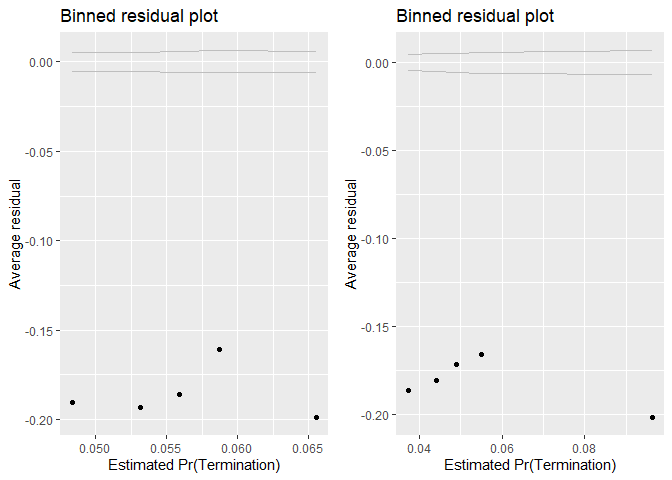 Binned residual plot
0.00
-0.05
-0.10
-0.15
-0.20
Average residual
0.050
0.055
0.060
0.065
Estimated Pr(Termination)
Binned residual plot
0.00
-0.05
-0.10
-0.15
-0.20
Average residual
0.04
0.06
0.08
Estimated Pr(Termination)